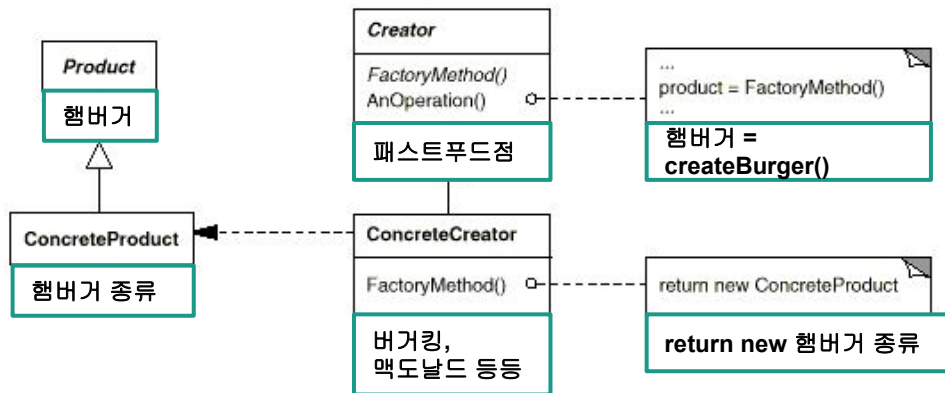 Product
햄버거
ConcreteProduct
햄버거 종류
Creator
FactoryMethod()
AnOperation()
패스트푸드점
ConcreteCreator
FactoryMethod()
버거킹,
맥도날드 등등
...
product = FactoryMethod()
...
햄버거 =
createBurger()
return new ConcreteProduct
return new 햄버거 종류